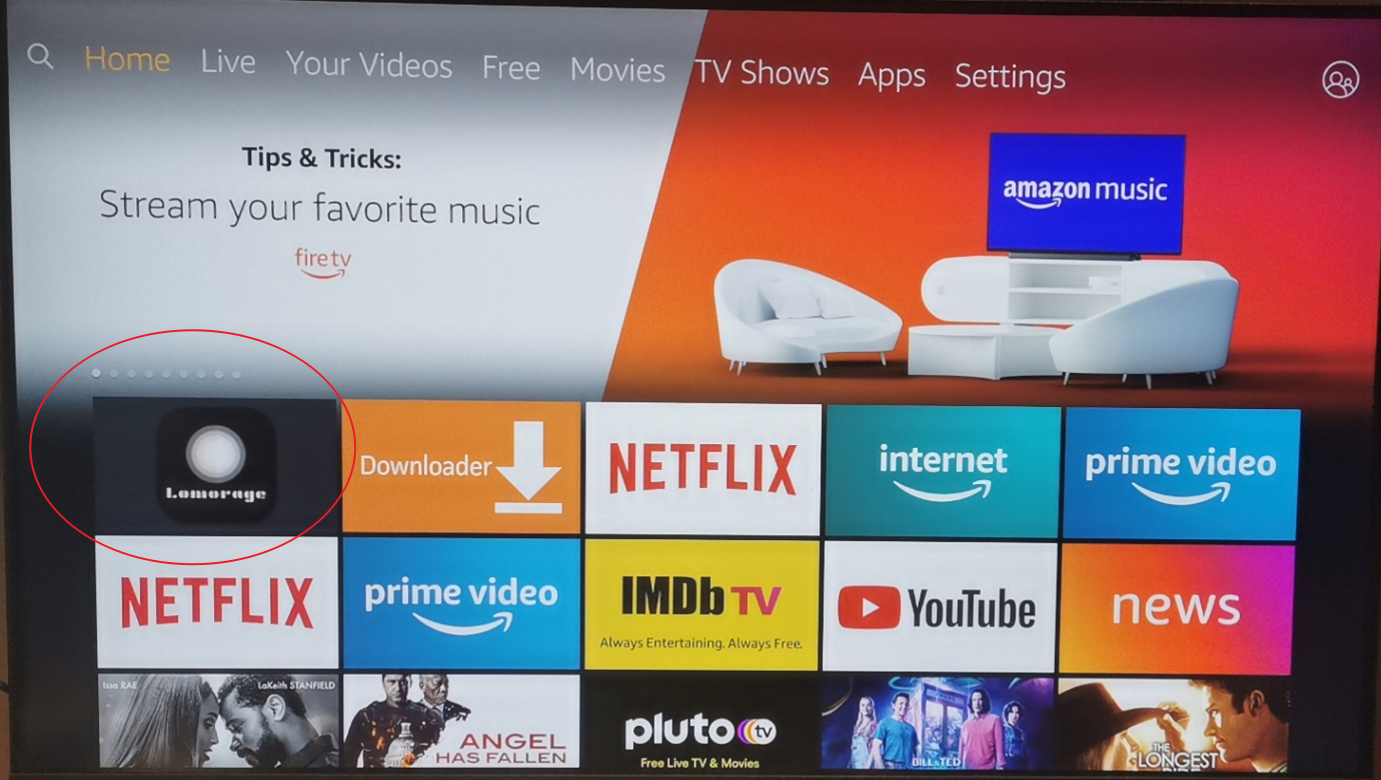 Home Live Your Videos Free Movies TV Shows Apps Settings
Tips & Tricks:
Stream your favorite music
fire tv
amazon music
Lomorage
Downloader
NETFLIX
internet
prime video
NETFLIX
prime video
IMDb TV
Always Entertaining. Always Free.
YouTube
news
Issa RAE
LaKeith STANFIELD
ANGEL
HAS FALLEN
pluto tv
Free Live TV & Movies
BILL & TED
THE
LONGEST